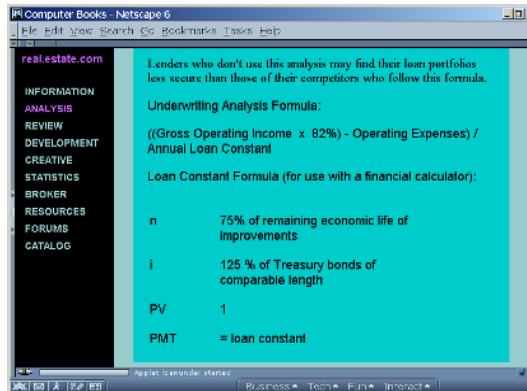 Computer Books - Netscape 6
File Edit View Search Go Bookmarks Tasks Help
real.estate.com
INFORMATION
ANALYSIS
REVIEW
DEVELOPMENT
CREATIVE
STATISTICS
BROKER
RESOURCES
FORUMS
CATALOG
Lenders who don't use this analysis may find their loan portfolios
less secure than those of their competitors who follow this formula.
Underwriting Analysis Formula:
((Gross Operating Income x 82%) - Operating Expenses) /
Annual Loan Constant
Loan Constant Formula (for use with a financial calculator):
n 75% of remaining economic life of
improvements
i 125 % of Treasury bonds of
comparable length
PV 1
PMT = loan constant
Applet icanunder started
Business Tech Fun Interact